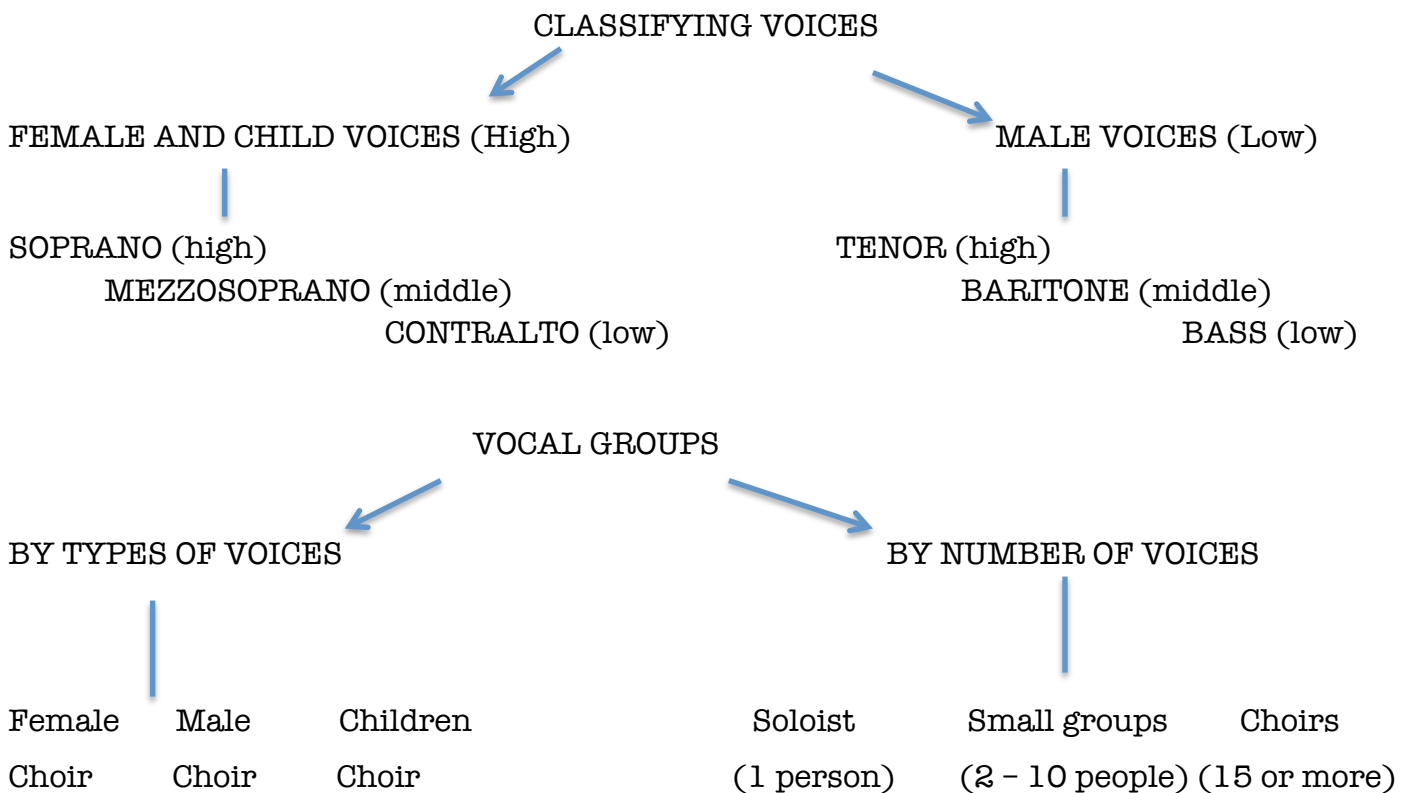 CLASSIFYING VOICES
FEMALE AND CHILD VOICES (High) MALE VOICES (Low)
SOPRANO (high) TENOR (high)
MEZZOSOPRANO (middle) BARITONE (middle)
CONTRALTO (low) BASS (low)
VOCAL GROUPS
BY TYPES OF VOICES BY NUMBER OF VOICES
Female Male Children Soloist Small groups Choirs
Choir Choir Choir (1 person) (2 – 10 people) (15 or more)